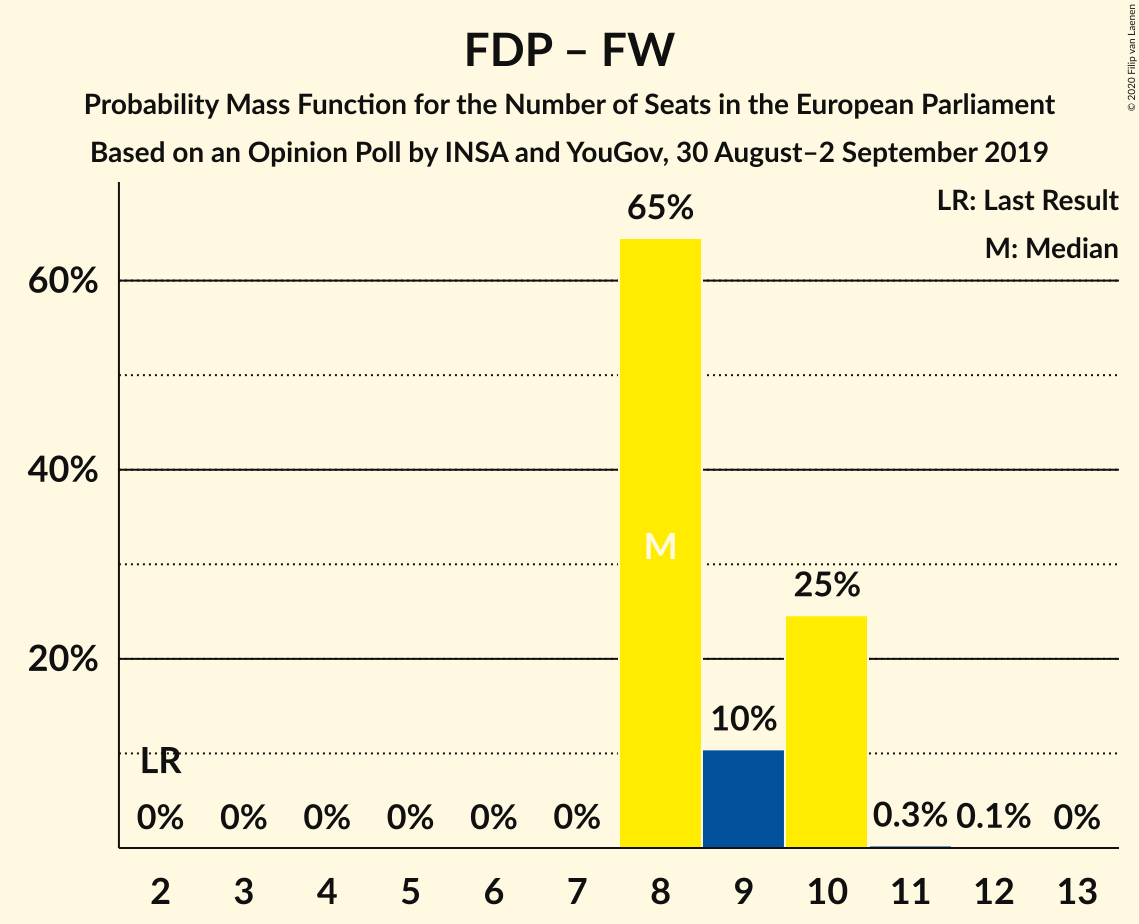 FDP – FW
Probability Mass Function for the Number of Seats in the European Parliament
Based on an Opinion Poll by INSA and YouGov, 30 August–2 September 2019
© 2020 Filip van Laenen
LR: Last Result
M: Median
65%
60%
40%
M
25%
20%
10%
LR
0% 0% 0% 0% 0% 0% 0.3% 0.1% 0%
2 3 4 5 6 7 8 9 10 11 12 13